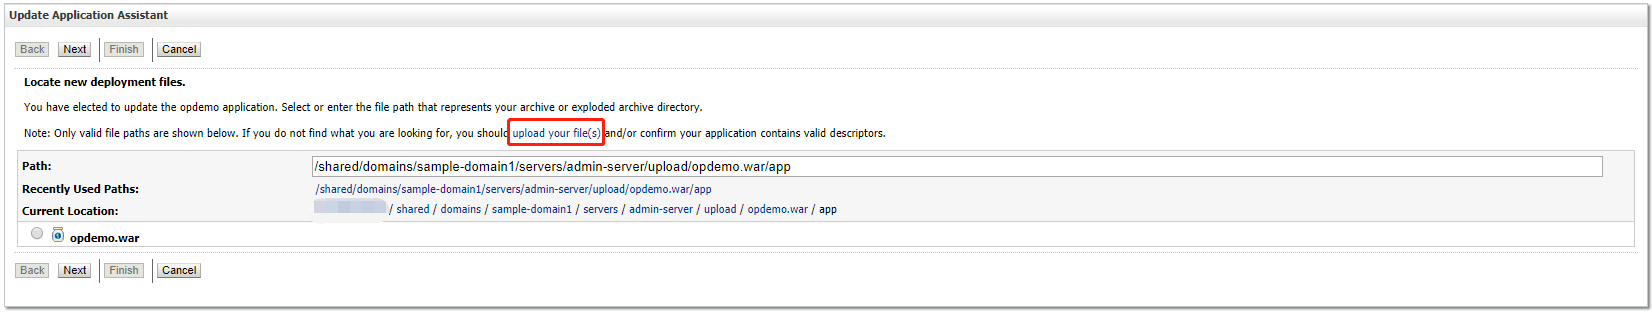 Update Application Assistant
Back Next Finish Cancel
Locate new deployment files.
You have elected to update the opdemo application. Select or enter the file path that represents your archive or exploded archive directory.
Note: Only valid file paths are shown below. If you do not find what you are looking for, you should upload your file(s) and/or confirm your application contains valid descriptors.
Path: /shared/domains/sample-domain1/servers/admin-server/upload/opdemo.war/app
Recently Used Paths: /shared/domains/sample-domain1/servers/admin-server/upload/opdemo.war/app
Current Location: / shared / domains / sample-domain1 / servers / admin-server / upload / opdemo.war / app
opdemo.war
Back Next Finish Cancel